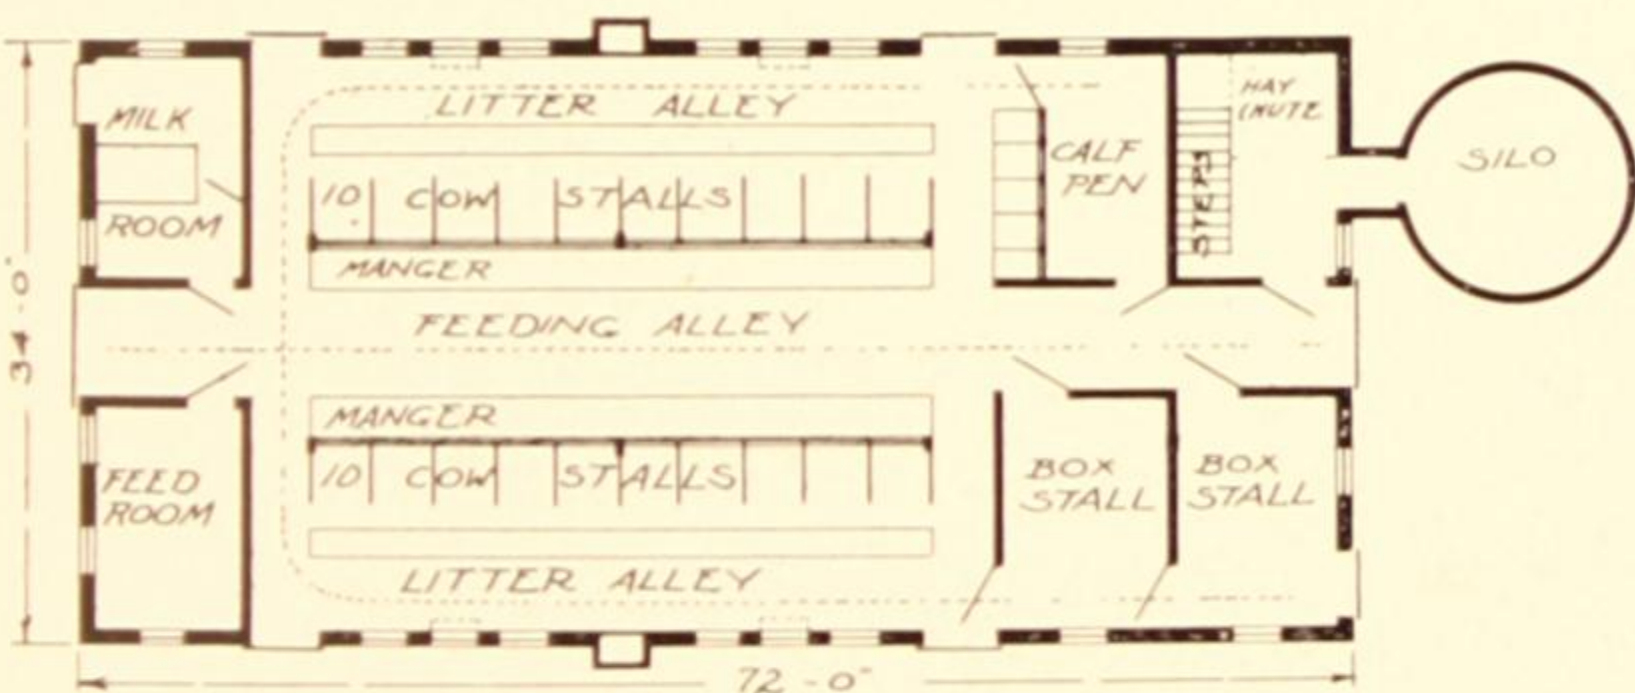 MILK
ROOM
LITTER ALLEY
10 COW STALLS
MANGER
FEEDING ALLEY
CALF
PEN
STEPS
HAY
CHUTE
SILO
34'-0"
MANGER
10 COW STALLS
LITTER ALLEY
FEED
ROOM
BOX
STALL
BOX
STALL
72-0"